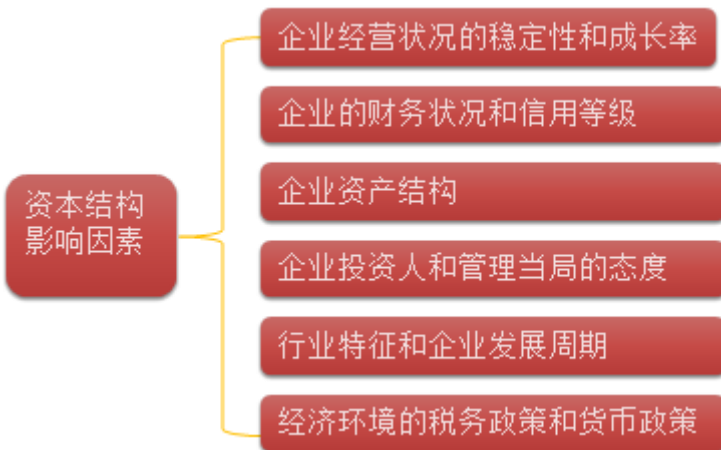 企业经营状况的稳定性和成长率
企业的财务状况和信用等级
企业资产结构
资本结构
影响因素
企业投资人和管理当局的态度
行业特征和企业发展周期
经济环境的税务政策和货币政策